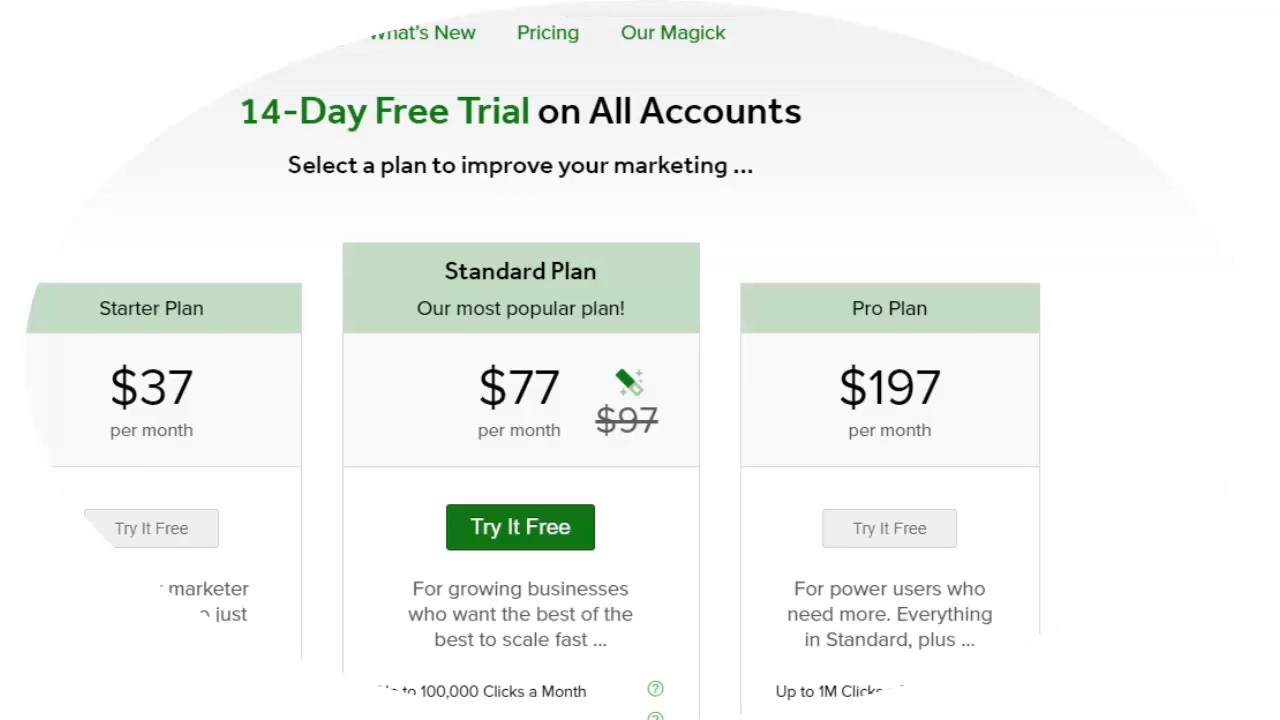 What's New Pricing Our Magick
14-Day Free Trial on All Accounts
Select a plan to improve your marketing ...
Starter Plan
$37
per month
Try It Free
marketer
just
Standard Plan
Our most popular plan!
$77
$97
per month
Try It Free
For growing businesses
who want the best of the
best to scale fast ...
to 100,000 Clicks a Month
Pro Plan
$197
per month
Try It Free
For power users who
need more. Everything
in Standard, plus ...
Up to 1M Clicks